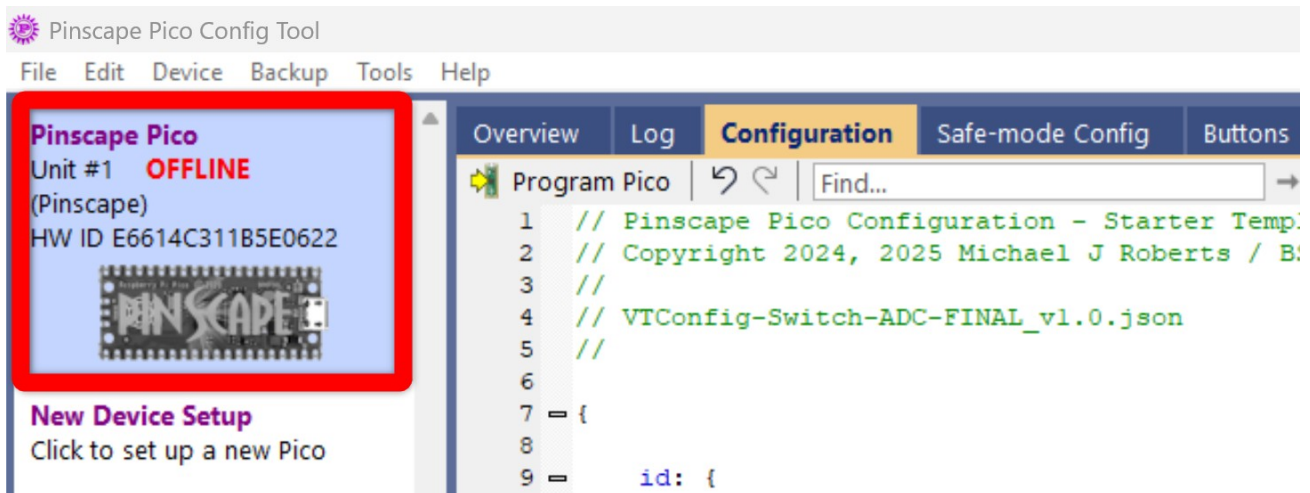 Pinscape Pico Config Tool
File Edit Device Backup Tools Help
Pinscape Pico
Unit #1 OFFLINE
(Pinscape)
HW ID E6614C311B5E0622
PINSCAPE
New Device Setup
Click to set up a new Pico
Overview Log Configuration Safe-mode Config Buttons
Program Pico Find...
1 // Pinscape Pico Configuration - Starter Templ
2 // Copyright 2024, 2025 Michael J Roberts / BS
3 //
4 // VTConfig-Switch-ADC-FINAL_v1.0.json
5 //
6
7 {
8
9 id: {